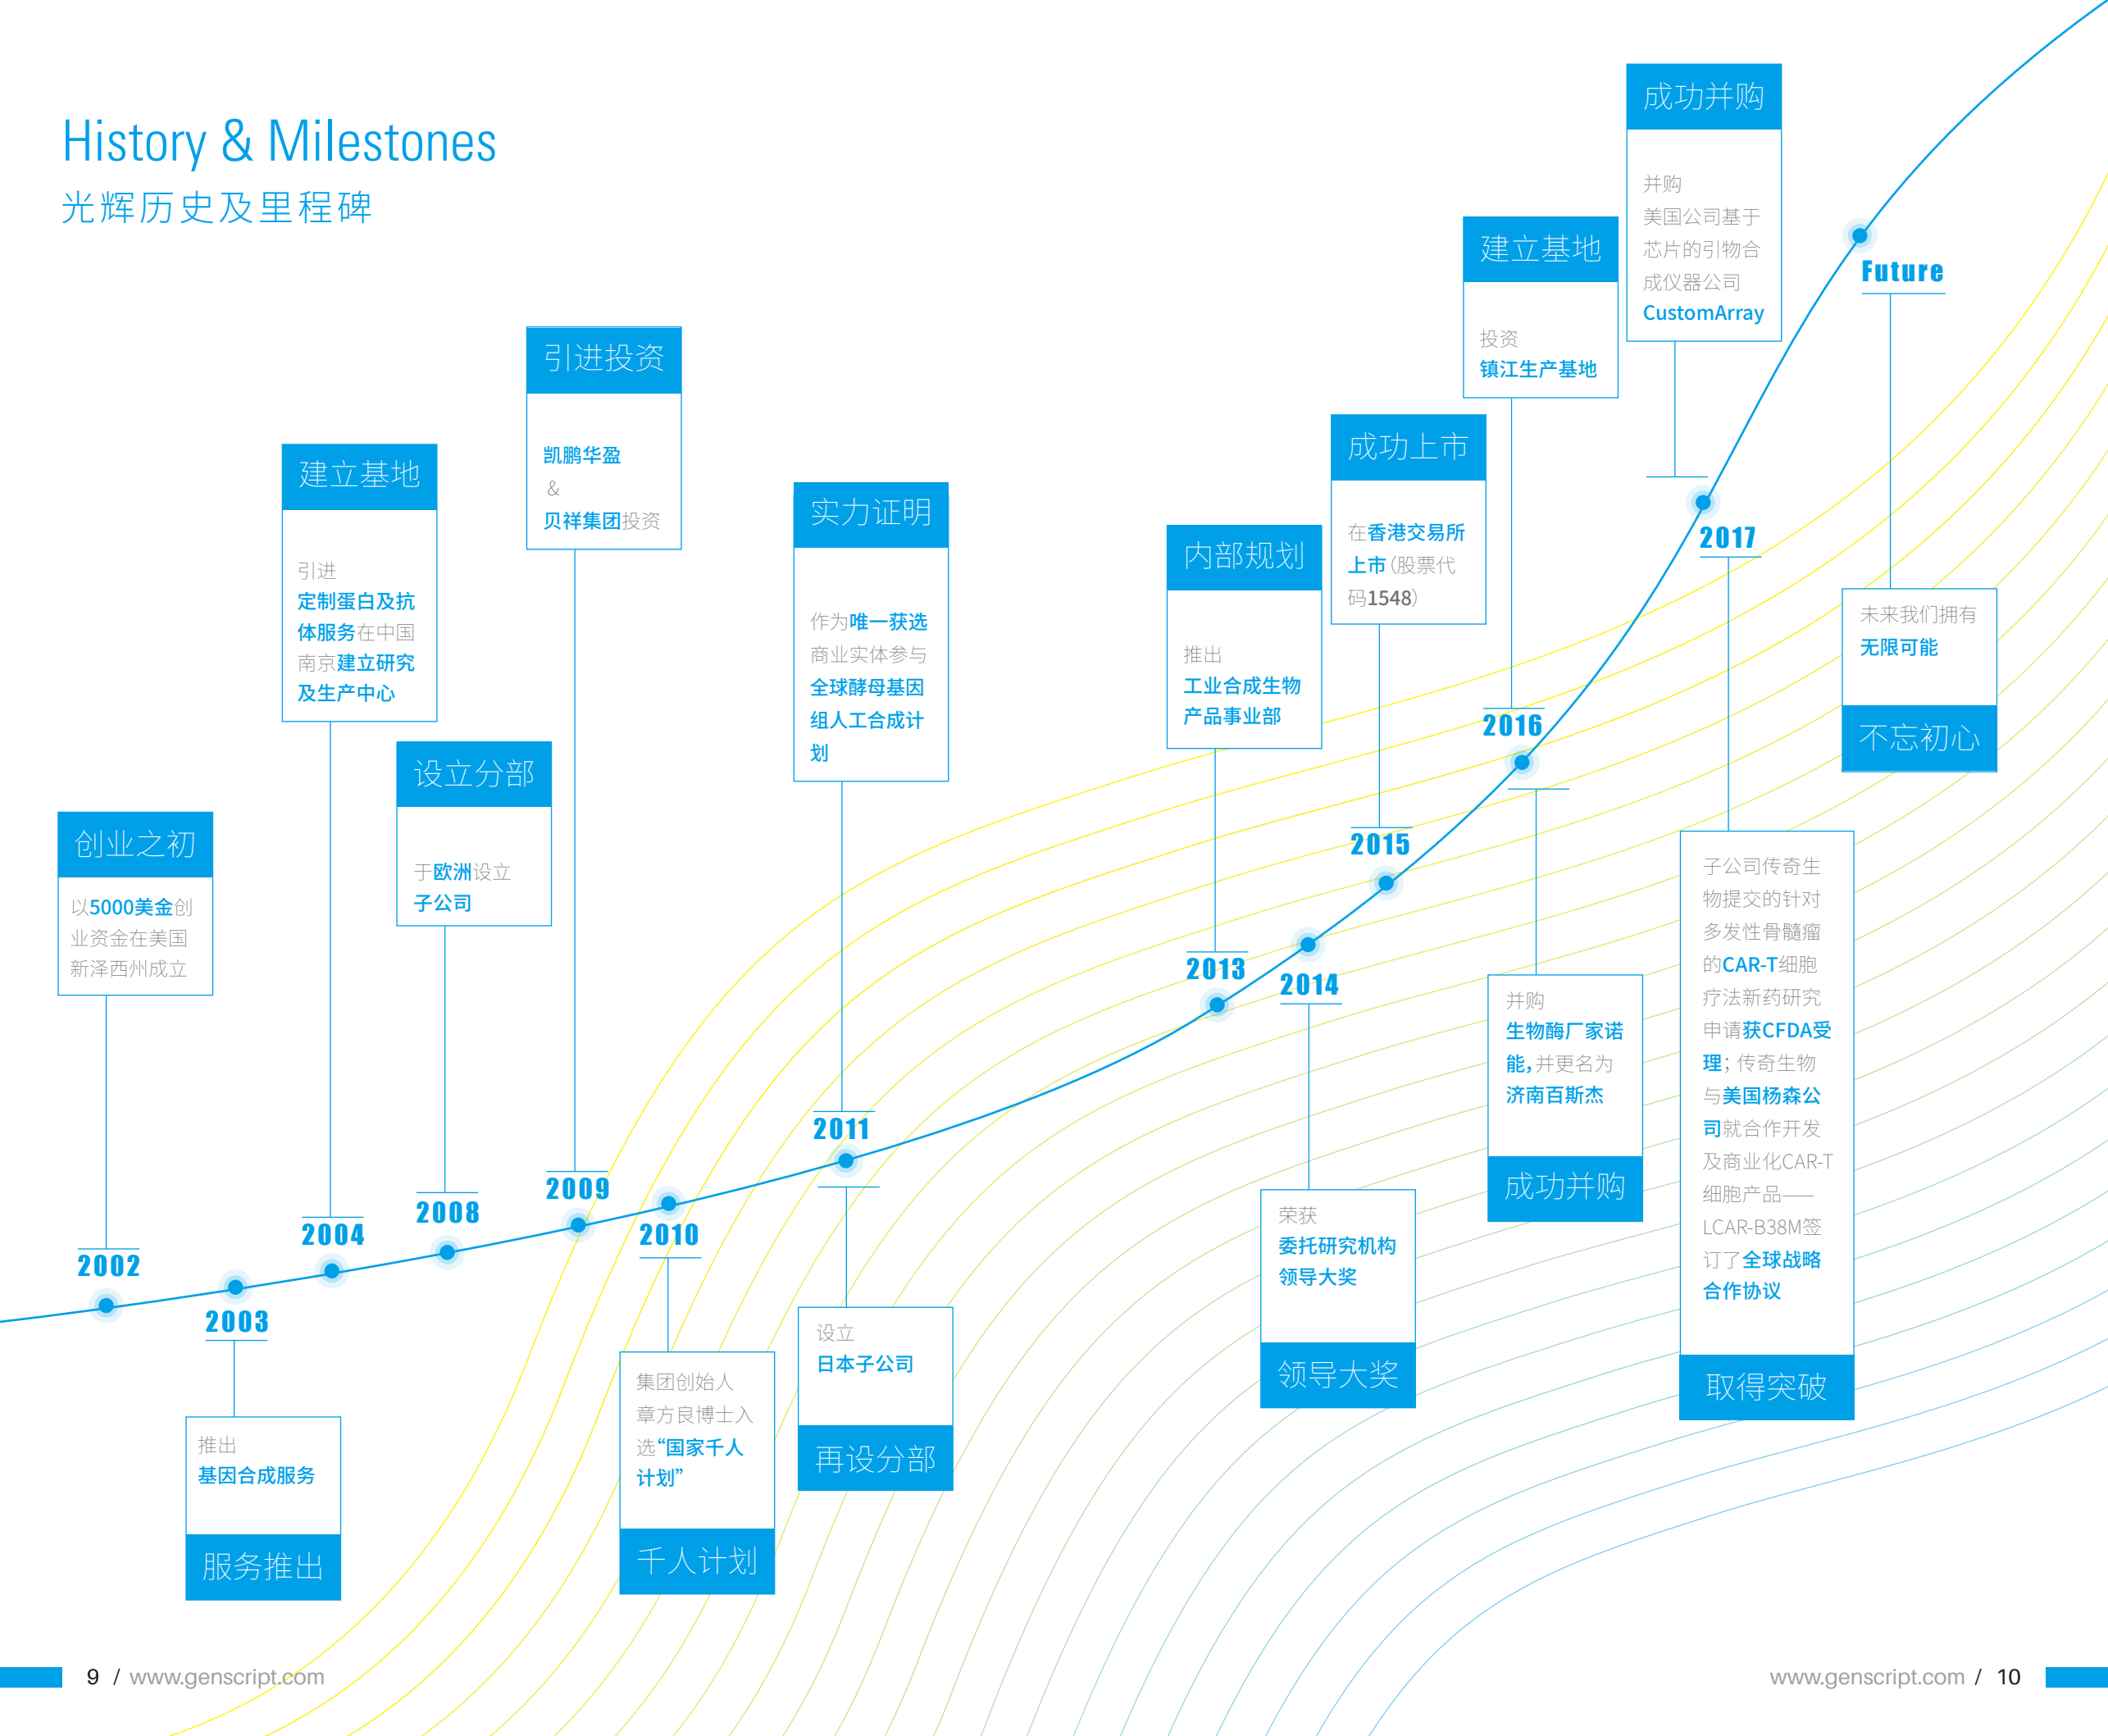 History & Milestones
光辉历史及里程碑
创业之初
以5000美金创
业资金在美国
新泽西州成立
2002
2003
推出
基因合成服务
服务推出
建立基地
引进
定制蛋白及抗
体服务在中国
南京建立研究
及生产中心
2004
设立分部
于欧洲设立
子公司
2008
引进投资
凯鹏华盈
&
贝祥集团投资
2009
2010
集团创始人
章方良博士入
选“国家千人
计划”
千人计划
实力证明
作为唯一获选
商业实体参与
全球酵母基因
组人工合成计
划
2011
设立
日本子公司
再设分部
内部规划
推出
工业合成生物
产品事业部
2013
2014
荣获
委托研究机构
领导大奖
领导大奖
成功上市
在香港交易所
上市(股票代
码1548)
2015
建立基地
投资
镇江生产基地
2016
并购
生物酶厂家诺
能,并更名为
济南百斯杰
成功并购
成功并购
并购
美国公司基于
芯片的引物合
成仪器公司
CustomArray
2017
子公司传奇生
物提交的针对
多发性骨髓瘤
的CAR-T细胞
疗法新药研究
申请获CFDA受
理; 传奇生物
与美国杨森公
司就合作开发
及商业化CAR-T
细胞产品——
LCAR-B38M签
订了全球战略
合作协议
取得突破
Future
未来我们拥有
无限可能
不忘初心
9 / www.genscript.com
www.genscript.com / 10